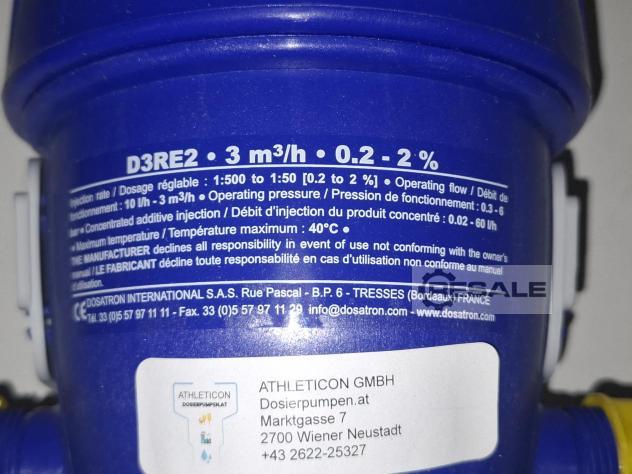 D3RE2 • 3 m³/h • 0.2 - 2 %
Injection rate / Dosage réglable : 1:500 to 1:50 [0.2 to 2 %] ● Operating flow / Débit de
fonctionnement : 10 l/h - 3 m³/h ● Operating pressure / Pression de fonctionnement : 0.3 - 6
bar ● Concentrated additive injection / Débit d'injection du produit concentré : 0.02 - 60 l/h
● Maximum temperature / Température maximum : 40°C ●
THE MANUFACTURER declines all responsibility in event of use not conforming with the owner's
manual / LE FABRICANT décline toute responsabilité en cas d'utilisation non conforme au manuel
d'utilisation.
CE DOSATRON INTERNATIONAL S.A.S. Rue Pascal - B.P. 6 - TRESSES (Bordeaux) FRANCE
Tél. 33 (0)5 57 97 11 11 - Fax. 33 (0)5 57 97 11 29 info@dosatron.com - www.dosatron.com
GESALE
ATHLETICON
DOSIERPUMPEN.AT
ATHLETICON GMBH
Dosierpumpen.at
Marktgasse 7
2700 Wiener Neustadt
+43 2622-25327